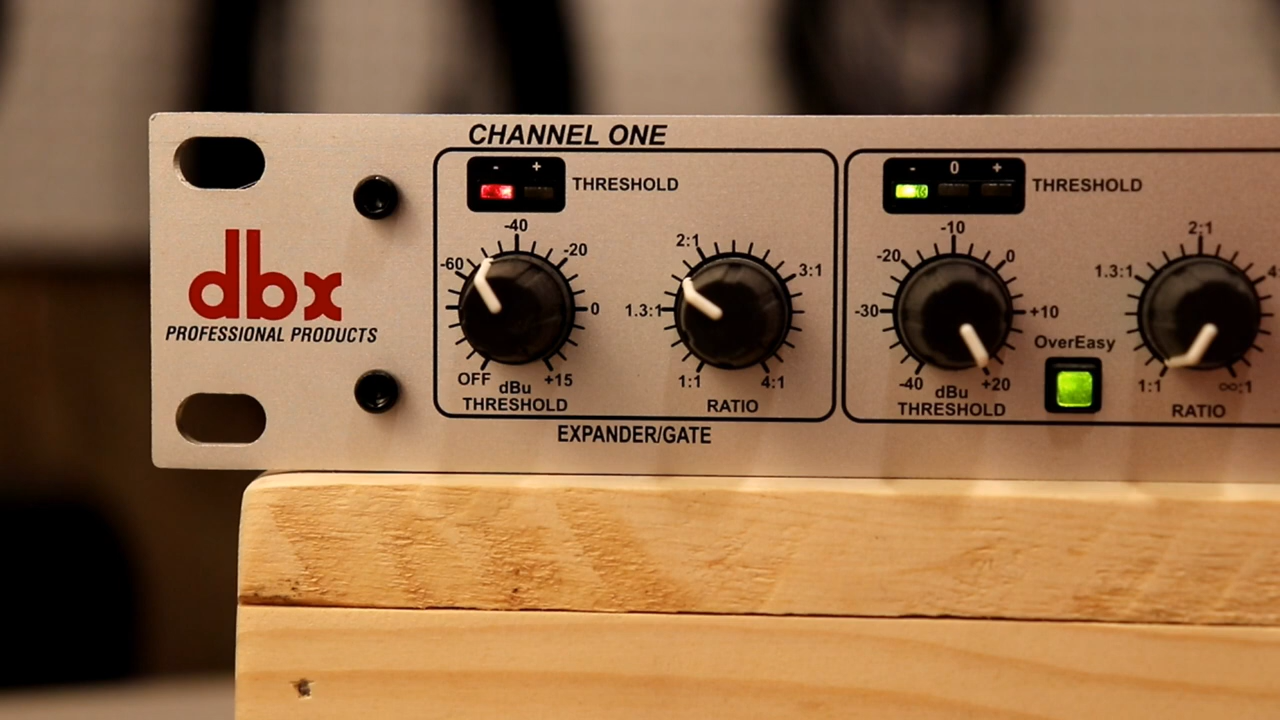 CHANNEL ONE
- +
THRESHOLD
-60 -40 -20 0
OFF dBu +15
THRESHOLD
1.3:1 2:1 3:1
1:1 4:1
RATIO
EXPANDER/GATE
dbx
PROFESSIONAL PRODUCTS
- 0 +
THRESHOLD
-30 -20 -10 0 +10
-40 dBu +20
THRESHOLD
OverEasy
1.3:1 2:1
1:1 ∞:1
RATIO